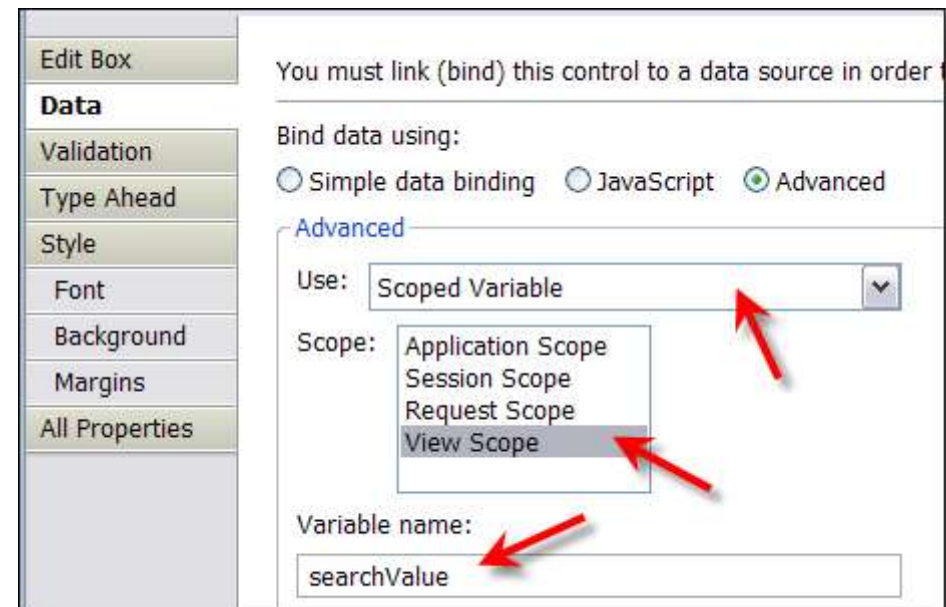 Edit Box
Data
Validation
Type Ahead
Style
Font
Background
Margins
All Properties
You must link (bind) this control to a data source in order
Bind data using:
Simple data binding JavaScript Advanced
Advanced
Use: Scoped Variable
Scope: Application Scope
Session Scope
Request Scope
View Scope
Variable name:
searchValue